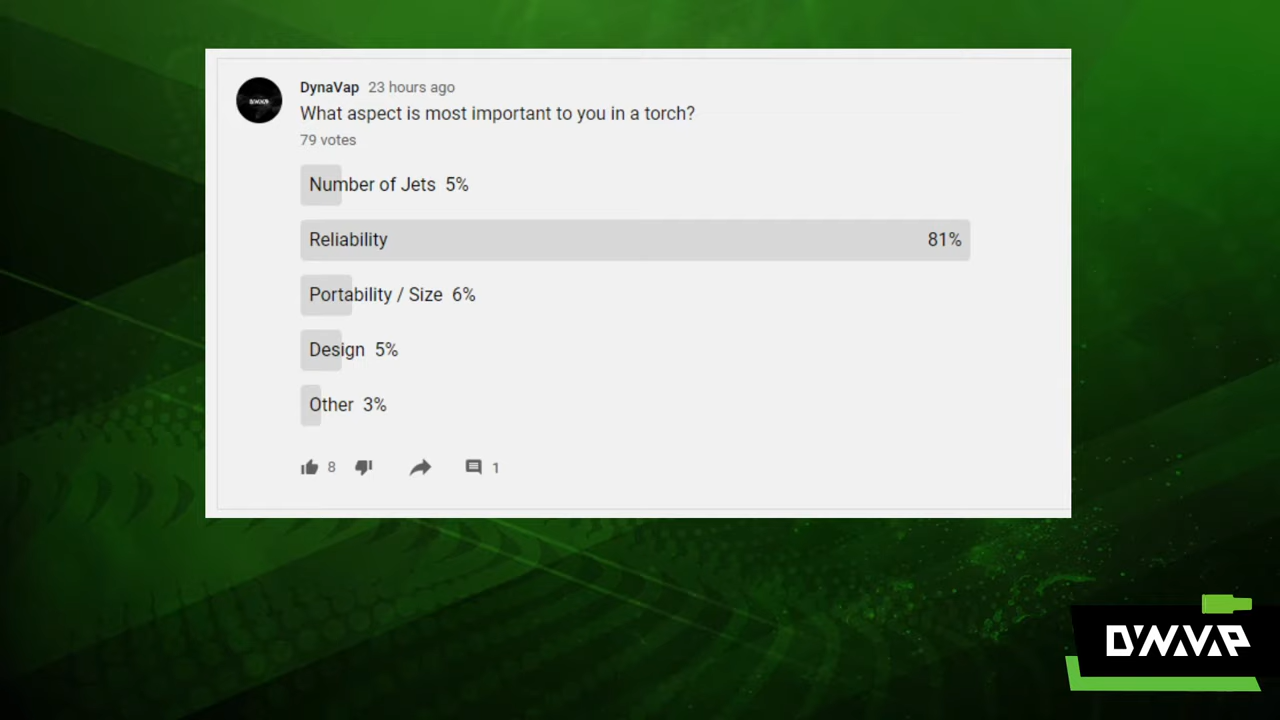 DynaVap 23 hours ago
What aspect is most important to you in a torch?
79 votes
Number of Jets 5%
Reliability 81%
Portability / Size 6%
Design 5%
Other 3%
8 1
DYNAVAP